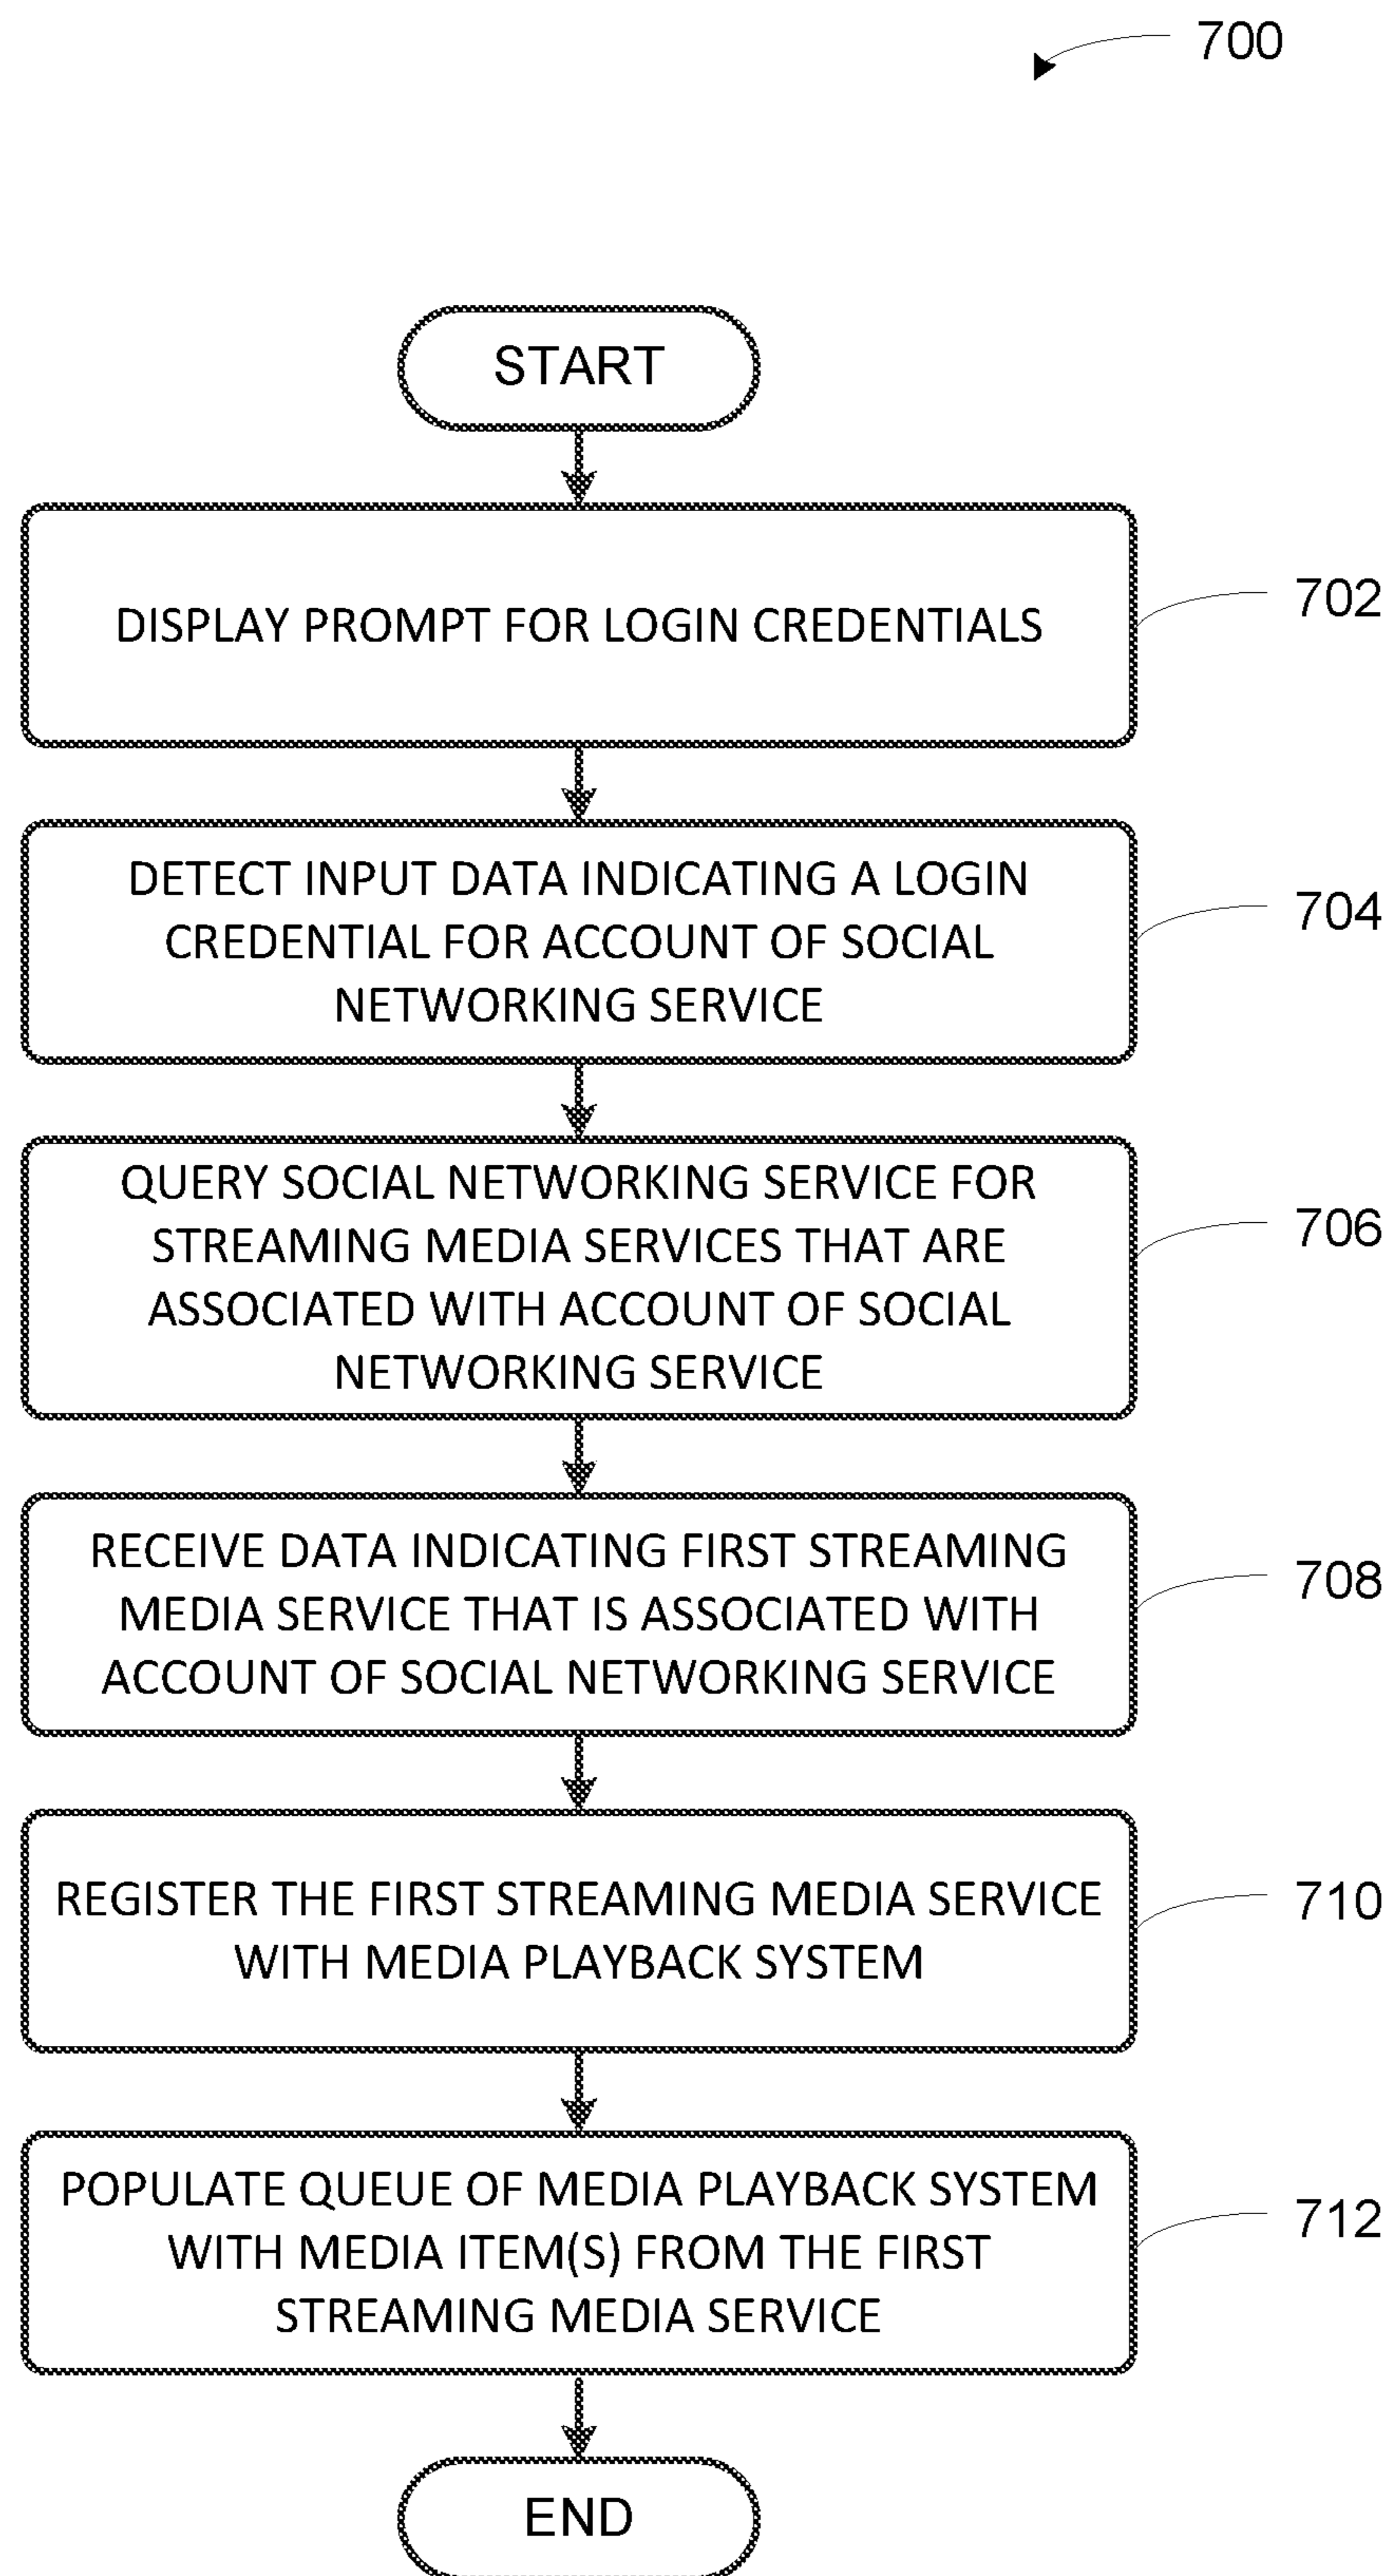 700
START
DISPLAY PROMPT FOR LOGIN CREDENTIALS
702
DETECT INPUT DATA INDICATING A LOGIN
CREDENTIAL FOR ACCOUNT OF SOCIAL
NETWORKING SERVICE
704
QUERY SOCIAL NETWORKING SERVICE FOR
STREAMING MEDIA SERVICES THAT ARE
ASSOCIATED WITH ACCOUNT OF SOCIAL
NETWORKING SERVICE
706
RECEIVE DATA INDICATING FIRST STREAMING
MEDIA SERVICE THAT IS ASSOCIATED WITH
ACCOUNT OF SOCIAL NETWORKING SERVICE
708
REGISTER THE FIRST STREAMING MEDIA SERVICE
WITH MEDIA PLAYBACK SYSTEM
710
POPULATE QUEUE OF MEDIA PLAYBACK SYSTEM
WITH MEDIA ITEM(S) FROM THE FIRST
STREAMING MEDIA SERVICE
712
END